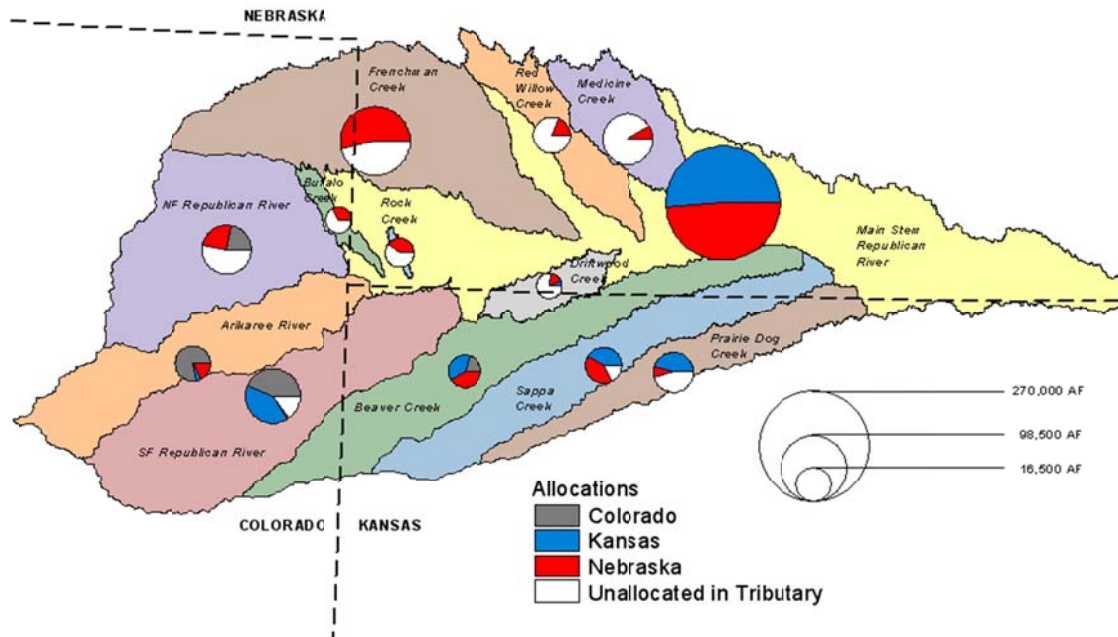 NEBRASKA
Frenchman
Creek
Red
Willow
Creek
Medicine
Creek
Buffalo
Creek
NF Republican River
Rock
Creek
Main Stem
Republican
River
Driftwood
Creek
Arikaree River
Prairie Dog
Creek
Beaver Creek
Sappa
Creek
SF Republican River
270,000 AF
98,500 AF
16,500 AF
COLORADO
KANSAS
Allocations
Colorado
Kansas
Nebraska
Unallocated in Tributary